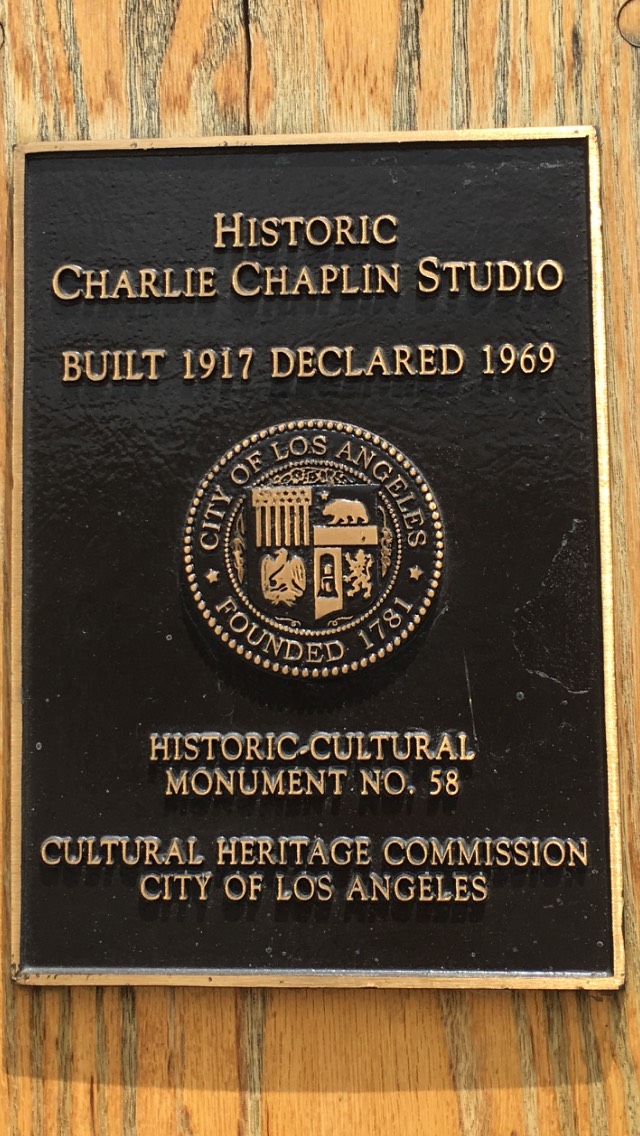 HISTORIC
CHARLIE CHAPLIN STUDIO
BUILT 1917 DECLARED 1969
CITY OF LOS ANGELES
FOUNDED 1781
HISTORIC-CULTURAL
MONUMENT NO. 58
CULTURAL HERITAGE COMMISSION
CITY OF LOS ANGELES